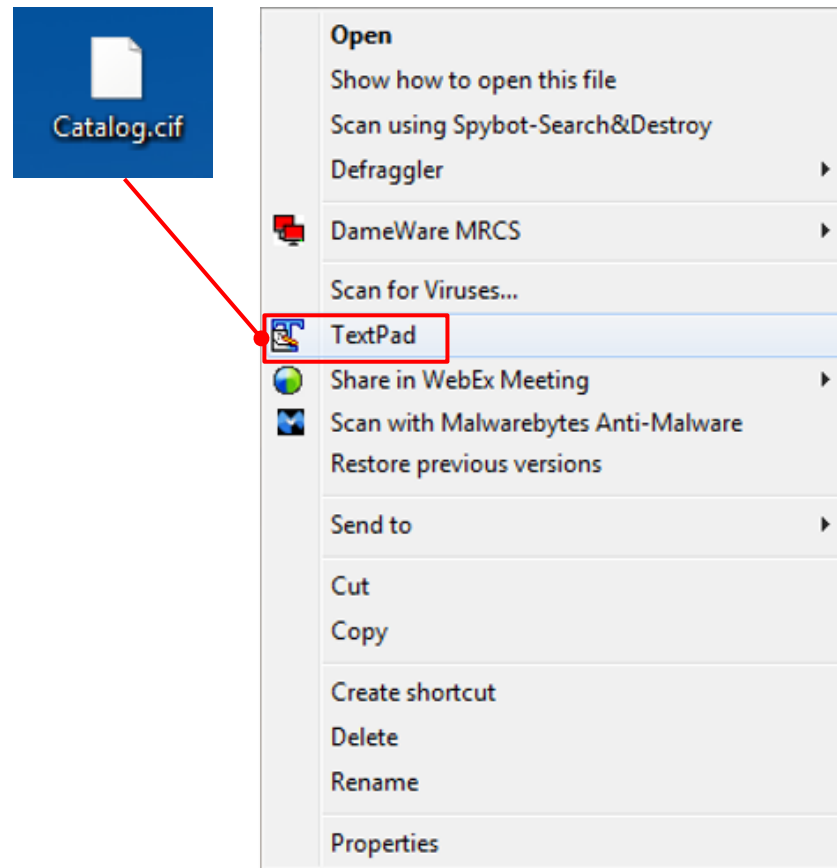 Catalog.cif
Open
Show how to open this file
Scan using Spybot-Search&Destroy
Defraggler
DameWare MRCS
Scan for Viruses...
TextPad
Share in WebEx Meeting
Scan with Malwarebytes Anti-Malware
Restore previous versions
Send to
Cut
Copy
Create shortcut
Delete
Rename
Properties